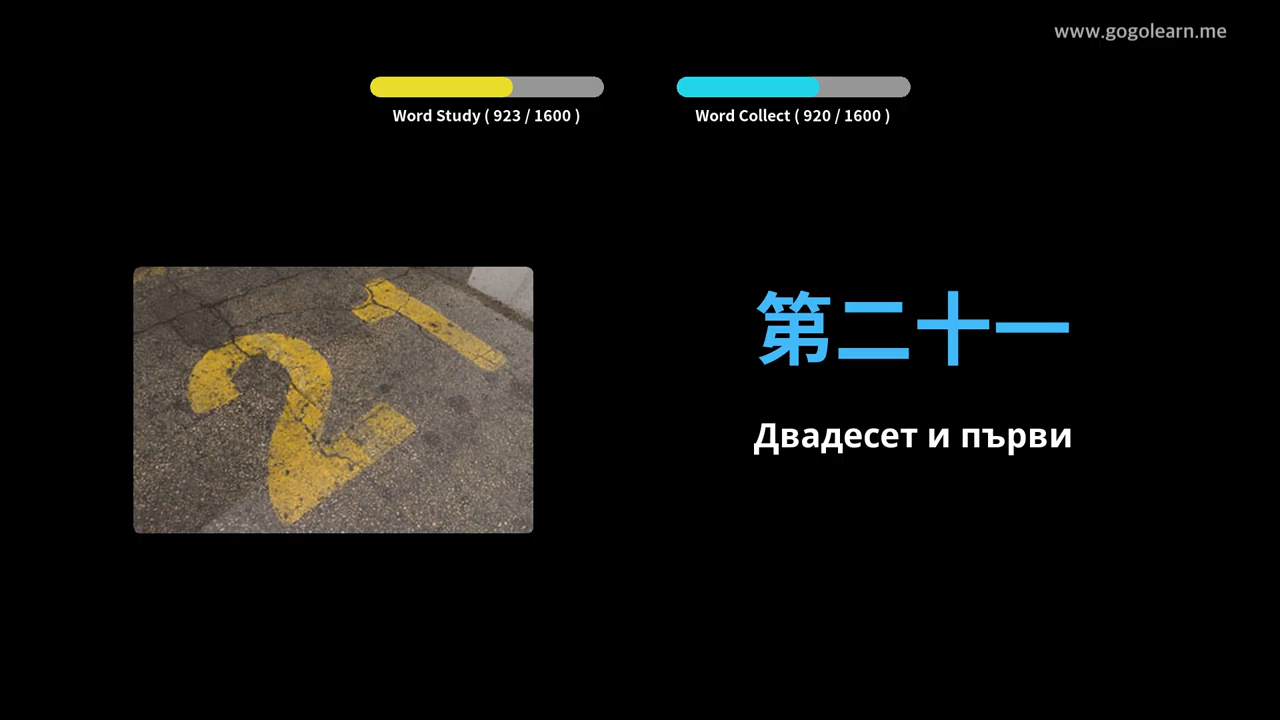 www.gogolearn.me
Word Study ( 923 / 1600 )
Word Collect ( 920 / 1600 )
21
第二十一
Двадесет и първи